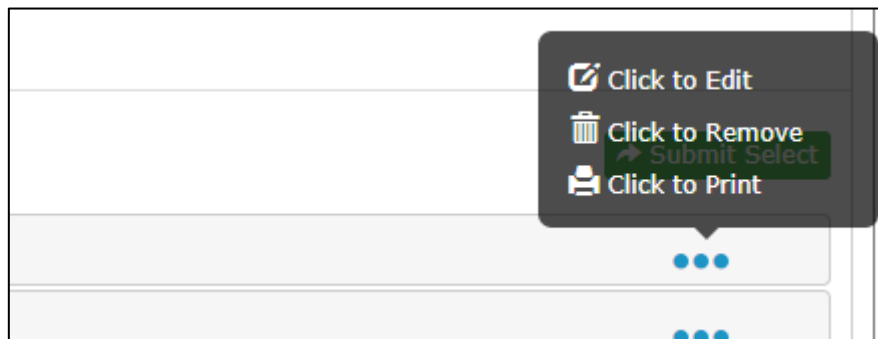 Click to Edit
Click to Remove
Submit Select
Click to Print